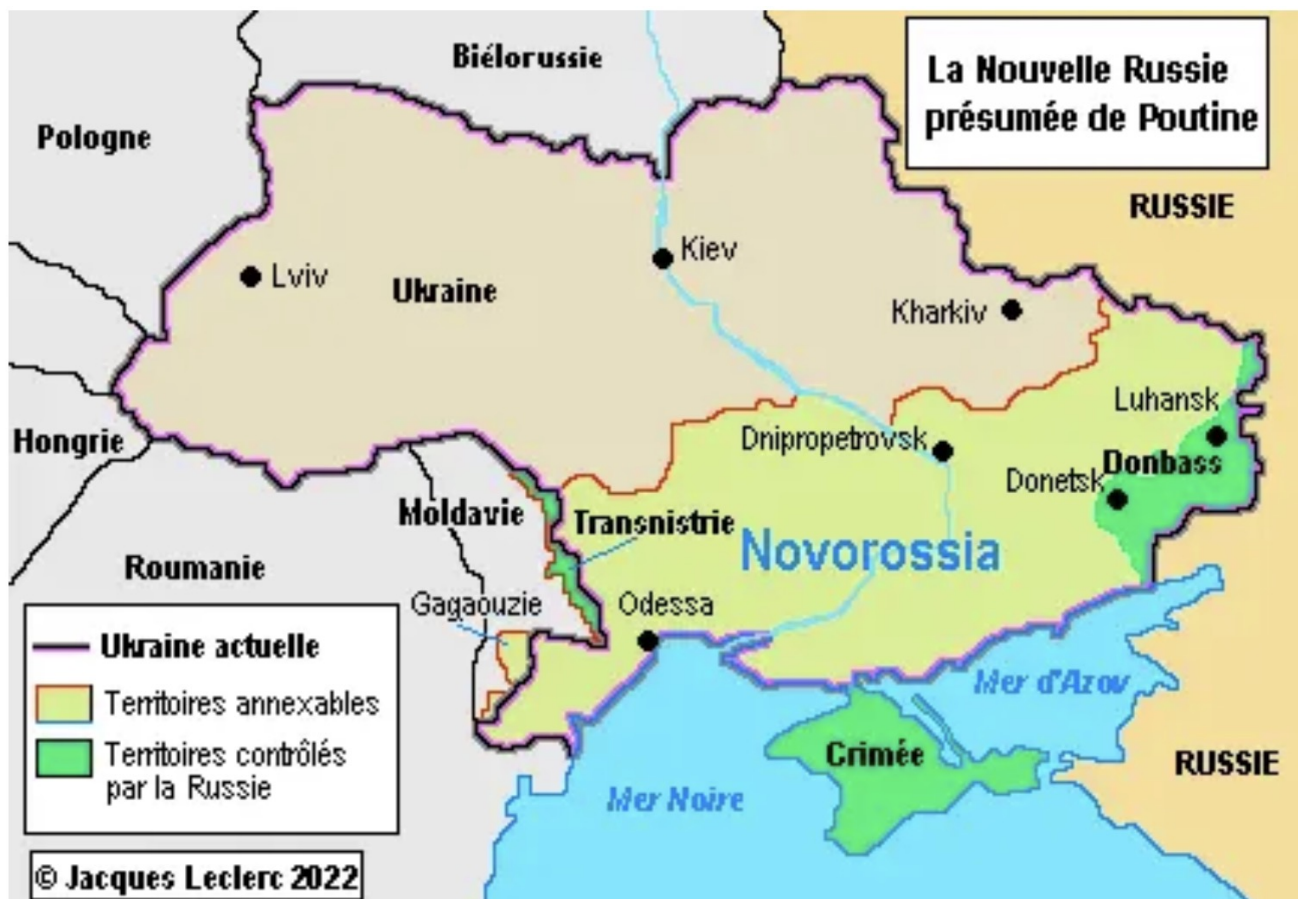 La Nouvelle Russie
présumée de Poutine
Biélorussie
Pologne
RUSSIE
Kiev
Lviv
Ukraine
Kharkiv
Luhansk
Hongrie
Dnipropetrovsk
Donbass
Donetsk
Moldavie
Transnistrie
Novorossia
Roumanie
Gagaouzie
Odessa
Ukraine actuelle
Mer d'Azov
Territoires annexables
Territoires contrôlés
par la Russie
Crimée
RUSSIE
Mer Noire
© Jacques Leclerc 2022